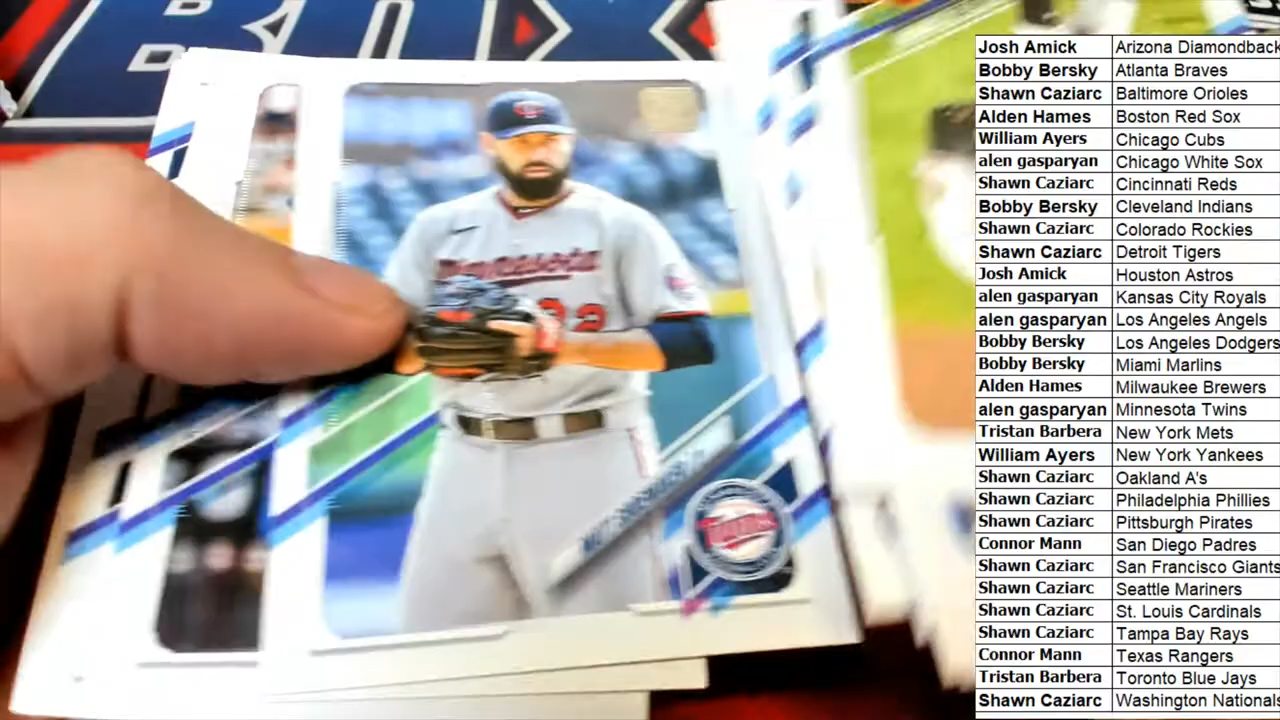 BOX
Minnesota
TWINS
Josh Amick Arizona Diamondback
Bobby Bersky Atlanta Braves
Shawn Caziarc Baltimore Orioles
Alden Hames Boston Red Sox
William Ayers Chicago Cubs
alen gasparyan Chicago White Sox
Shawn Caziarc Cincinnati Reds
Bobby Bersky Cleveland Indians
Shawn Caziarc Colorado Rockies
Shawn Caziarc Detroit Tigers
Josh Amick Houston Astros
alen gasparyan Kansas City Royals
alen gasparyan Los Angeles Angels
Bobby Bersky Los Angeles Dodgers
Bobby Bersky Miami Marlins
Alden Hames Milwaukee Brewers
alen gasparyan Minnesota Twins
Tristan Barbera New York Mets
William Ayers New York Yankees
Shawn Caziarc Oakland A's
Shawn Caziarc Philadelphia Phillies
Shawn Caziarc Pittsburgh Pirates
Connor Mann San Diego Padres
Shawn Caziarc San Francisco Giants
Shawn Caziarc Seattle Mariners
Shawn Caziarc St. Louis Cardinals
Shawn Caziarc Tampa Bay Rays
Connor Mann Texas Rangers
Tristan Barbera Toronto Blue Jays
Shawn Caziarc Washington Nationals